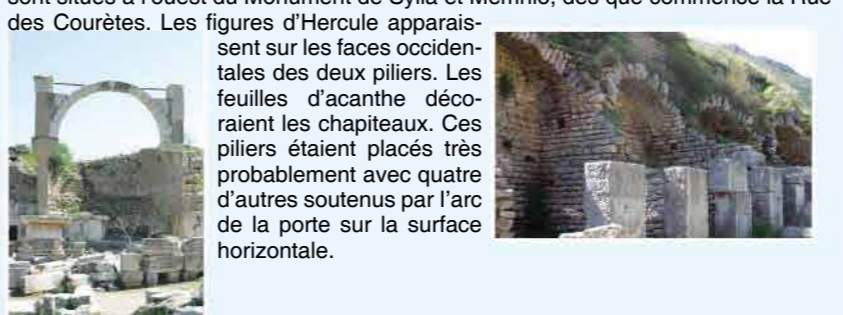 sont situés à l'ouest du Monument de Sylla et Memnio, dès que commence la Rue
des Courètes. Les figures d'Hercule apparais-
sent sur les faces occiden-
tales des deux piliers. Les
feuilles d'acanthe déco-
raient les chapiteaux. Ces
piliers étaient placés très
probablement avec quatre
d'autres soutenus par l'arc
de la porte sur la surface
horizontale.